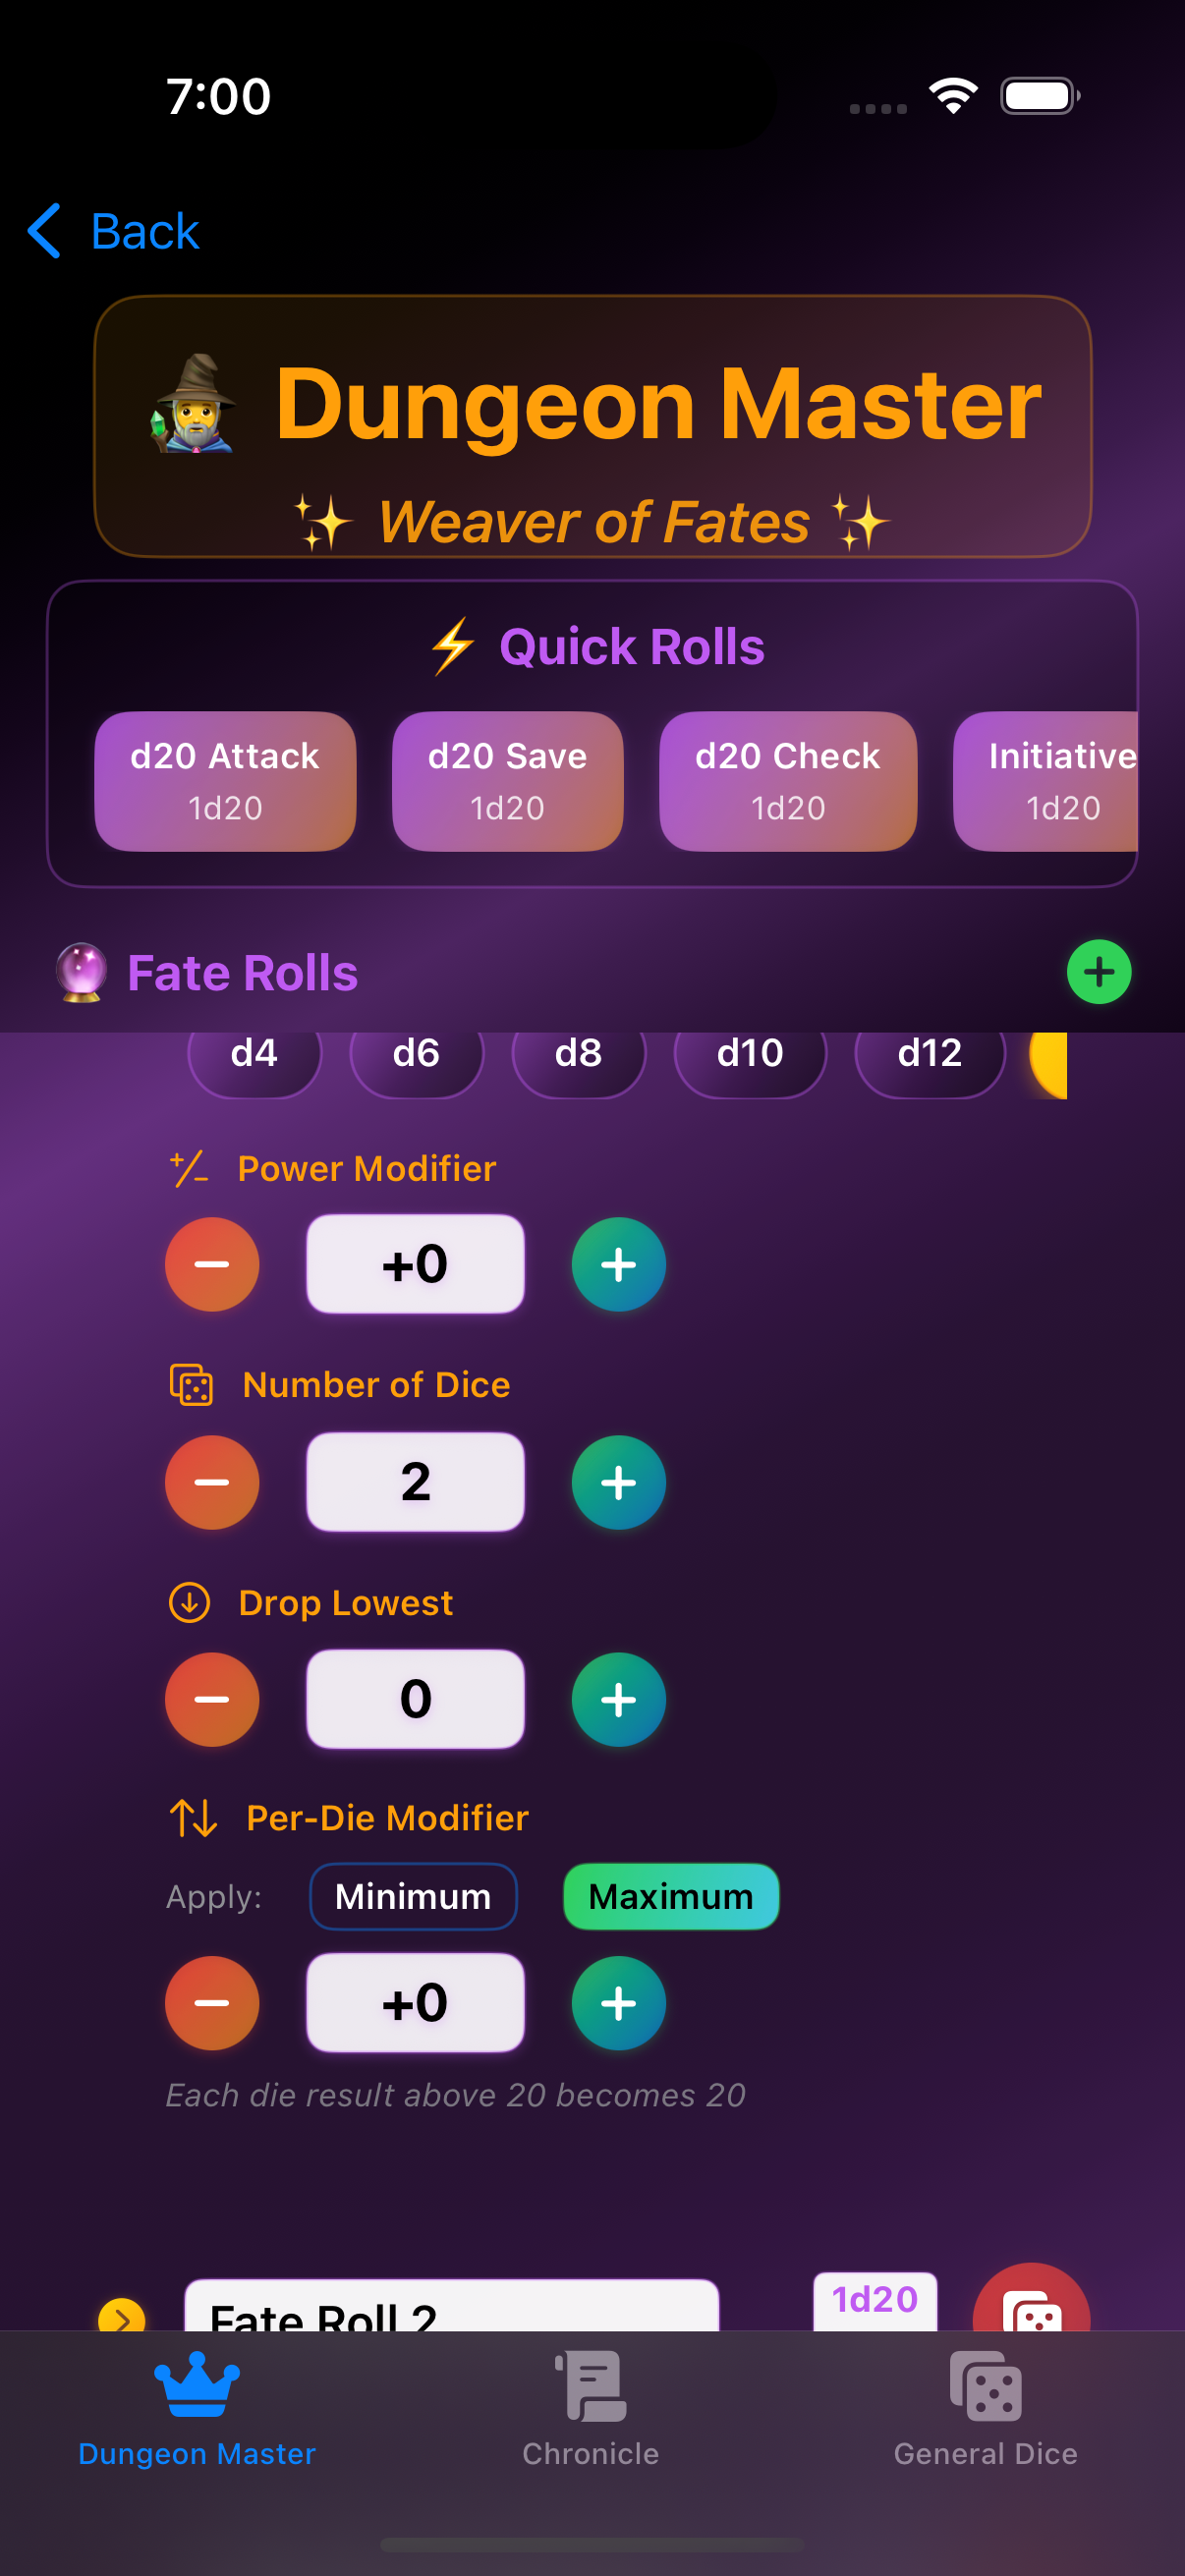 7:00
Back
Dungeon Master
Weaver of Fates
Quick Rolls
d20 Attack
1d20
d20 Save
1d20
d20 Check
1d20
Initiative
1d20
Fate Rolls
d4
d6
d8
d10
d12
Power Modifier
+0
Number of Dice
2
Drop Lowest
0
Per-Die Modifier
Apply: Minimum Maximum
+0
Each die result above 20 becomes 20
Fate Roll 2
1d20
Dungeon Master
Chronicle
General Dice